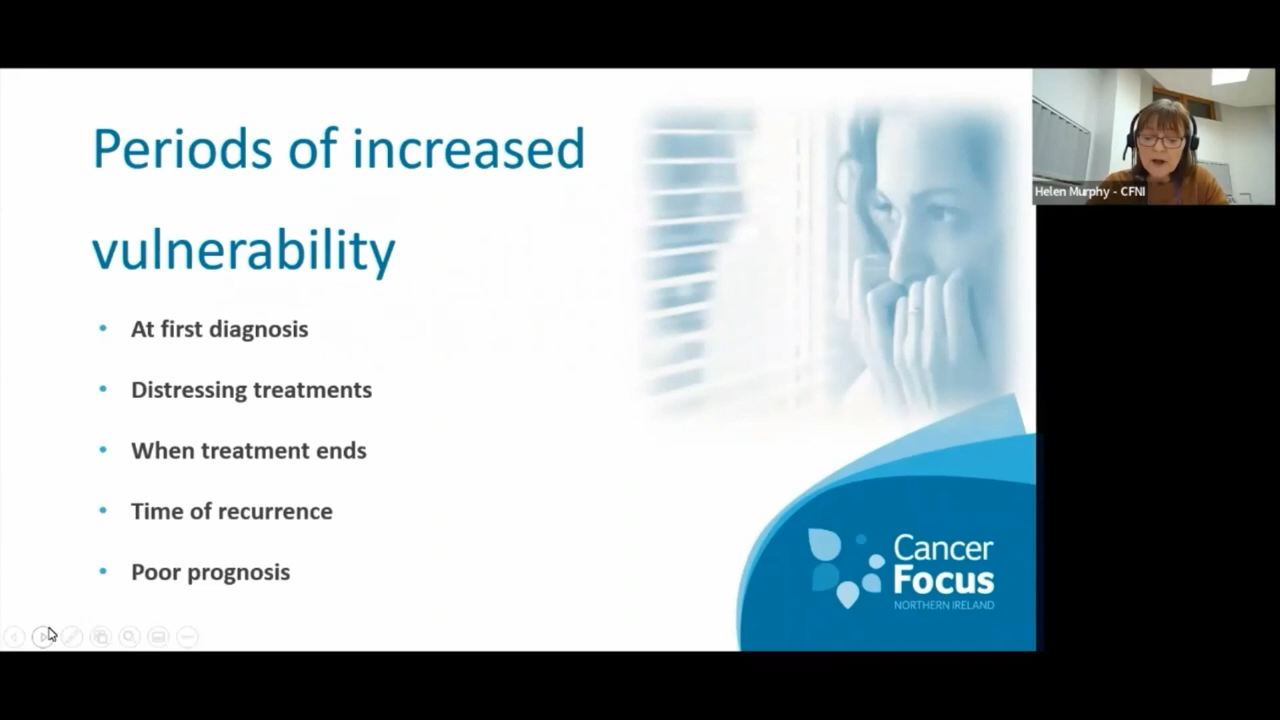 Periods of increased
vulnerability
• At first diagnosis
• Distressing treatments
• When treatment ends
• Time of recurrence
• Poor prognosis
Helen Murphy - CFNI
Cancer
Focus
NORTHERN IRELAND